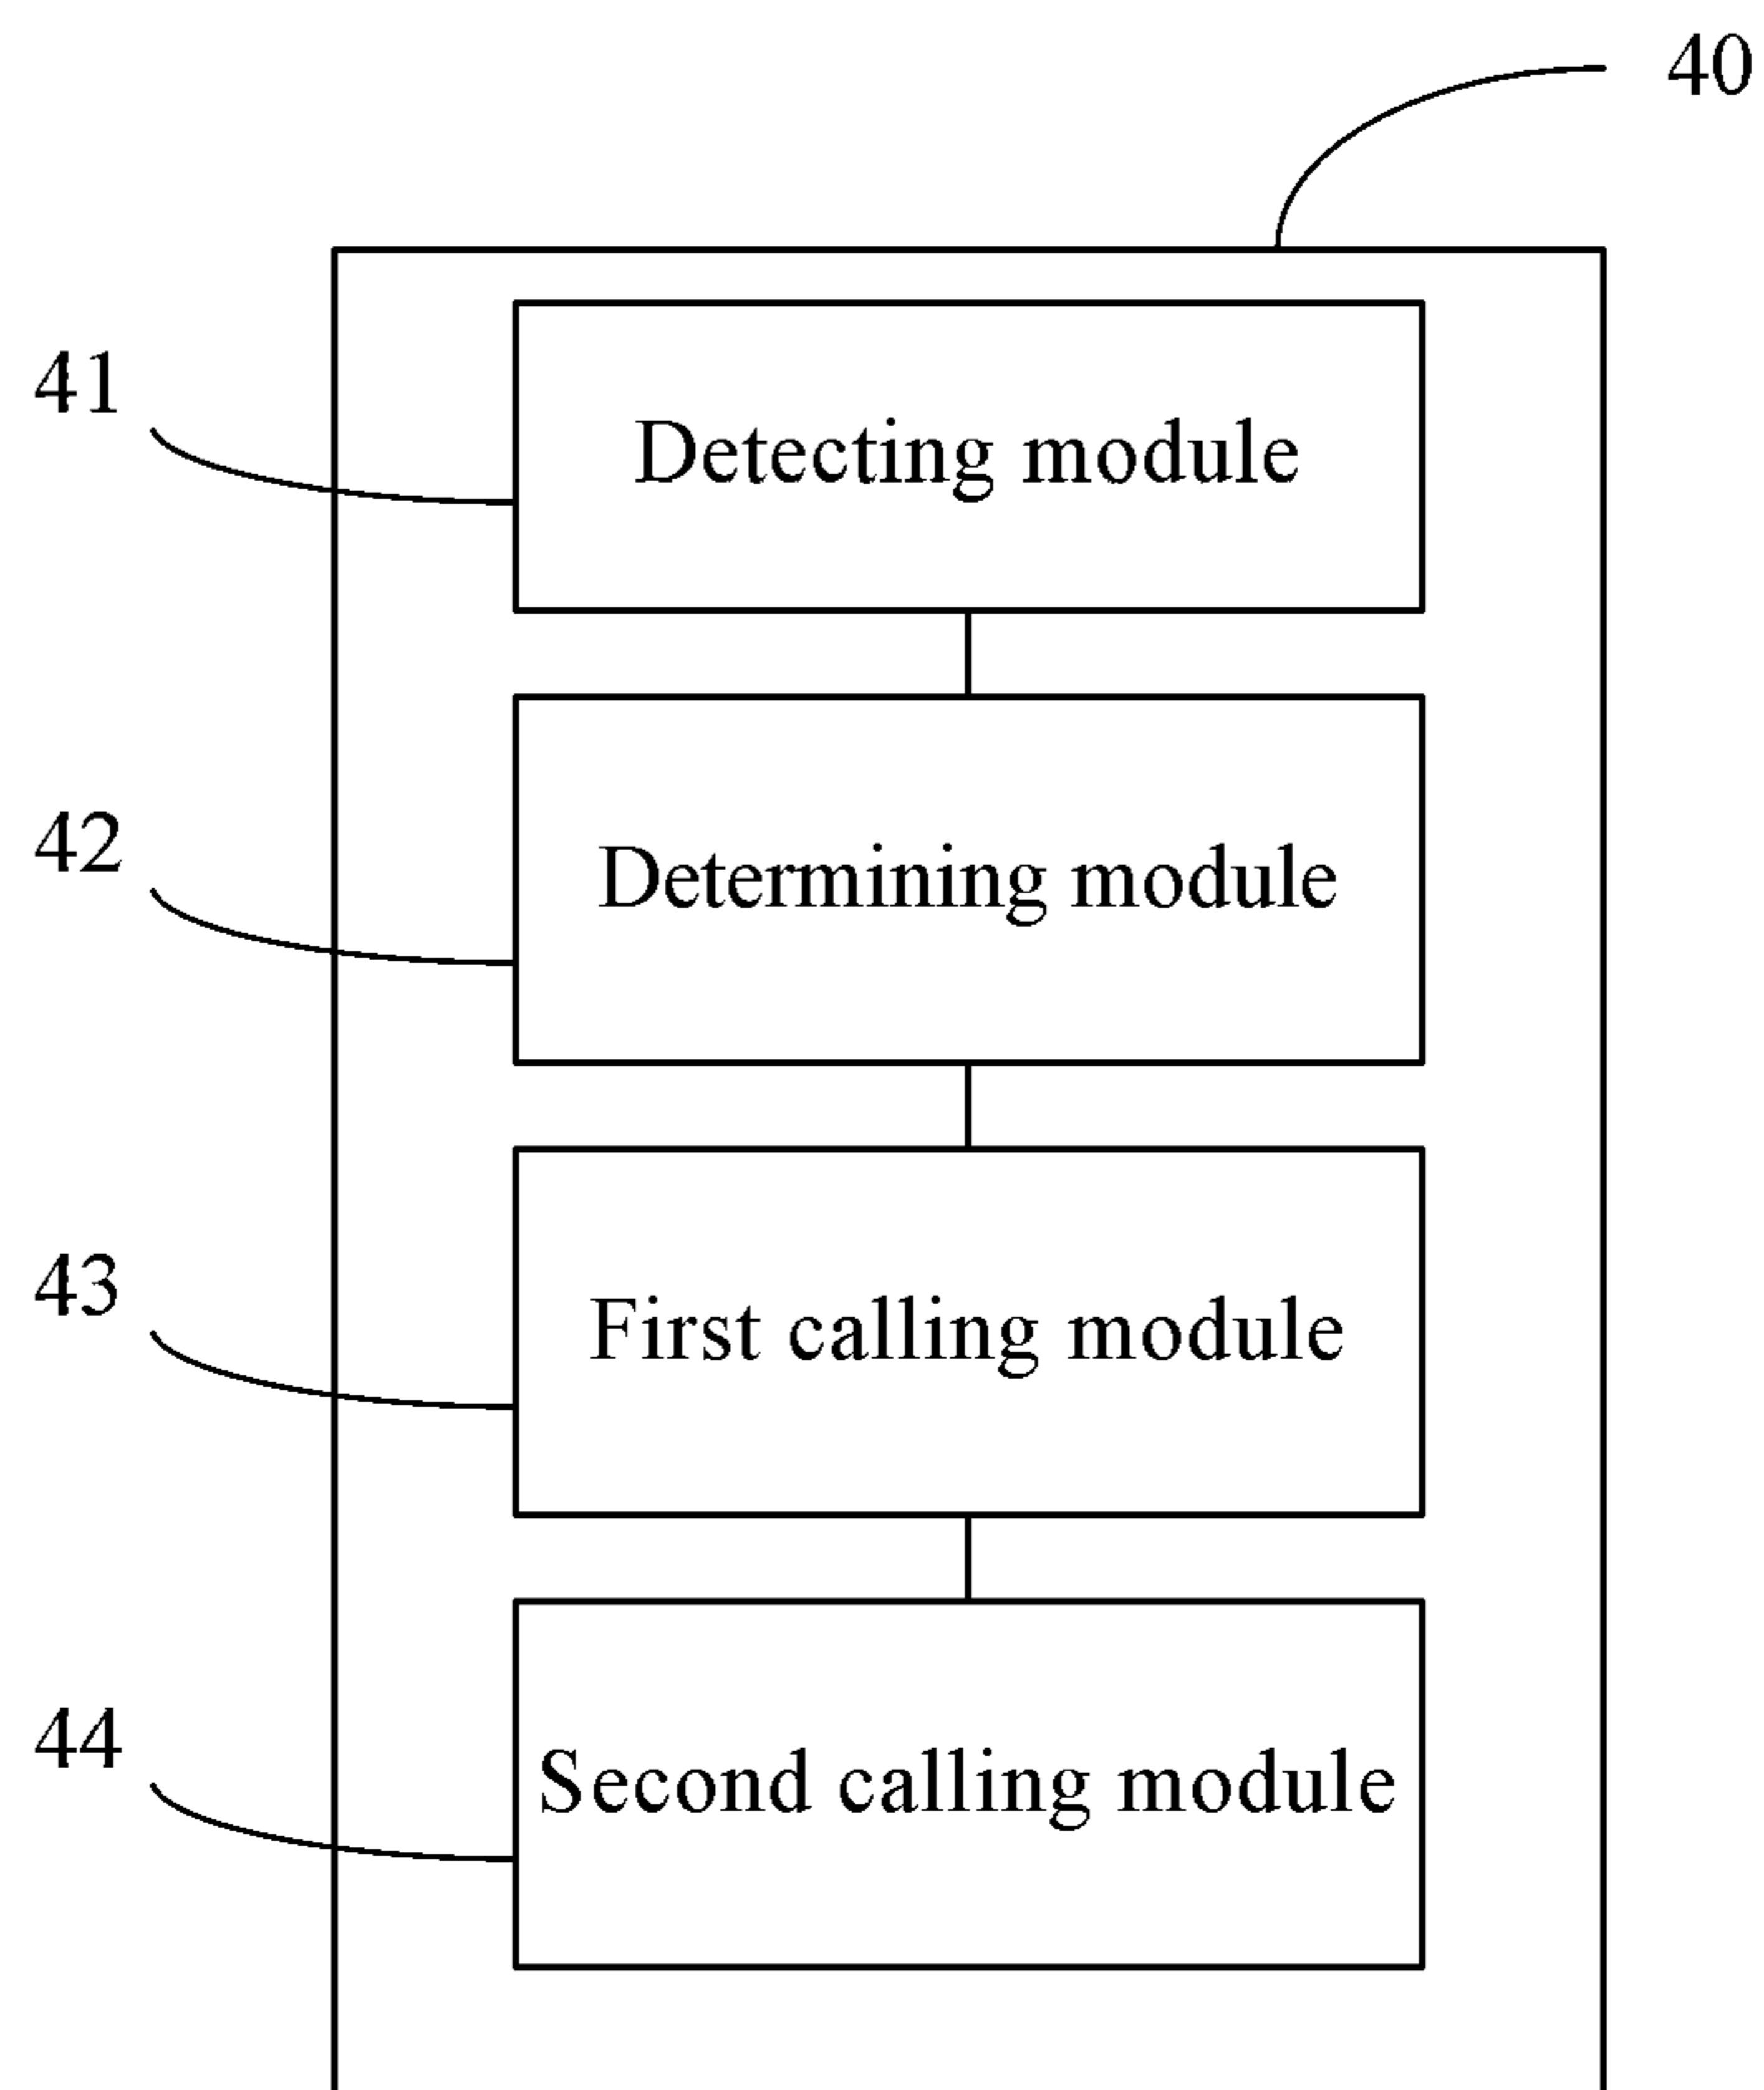 40
41
Detecting module
42
Determining module
43
First calling module
44
Second calling module